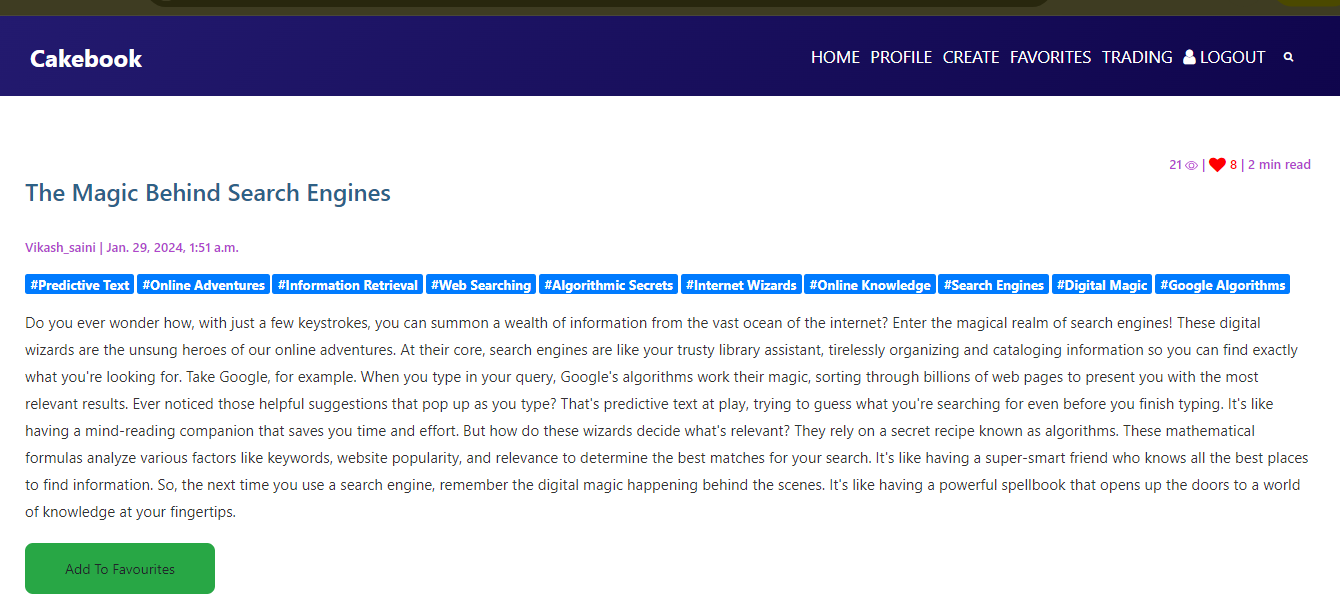 Cakebook
HOME PROFILE CREATE FAVORITES TRADING LOGOUT
21 | 8 | 2 min read
The Magic Behind Search Engines
Vikash_saini | Jan. 29, 2024, 1:51 a.m.
#Predictive Text #Online Adventures #Information Retrieval #Web Searching #Algorithmic Secrets #Internet Wizards #Online Knowledge #Search Engines #Digital Magic #Google Algorithms
Do you ever wonder how, with just a few keystrokes, you can summon a wealth of information from the vast ocean of the internet? Enter the magical realm of search engines! These digital
wizards are the unsung heroes of our online adventures. At their core, search engines are like your trusty library assistant, tirelessly organizing and cataloging information so you can find exactly
what you're looking for. Take Google, for example. When you type in your query, Google's algorithms work their magic, sorting through billions of web pages to present you with the most
relevant results. Ever noticed those helpful suggestions that pop up as you type? That's predictive text at play, trying to guess what you're searching for even before you finish typing. It's like
having a mind-reading companion that saves you time and effort. But how do these wizards decide what's relevant? They rely on a secret recipe known as algorithms. These mathematical
formulas analyze various factors like keywords, website popularity, and relevance to determine the best matches for your search. It's like having a super-smart friend who knows all the best places
to find information. So, the next time you use a search engine, remember the digital magic happening behind the scenes. It's like having a powerful spellbook that opens up the doors to a world
of knowledge at your fingertips.
Add To Favourites